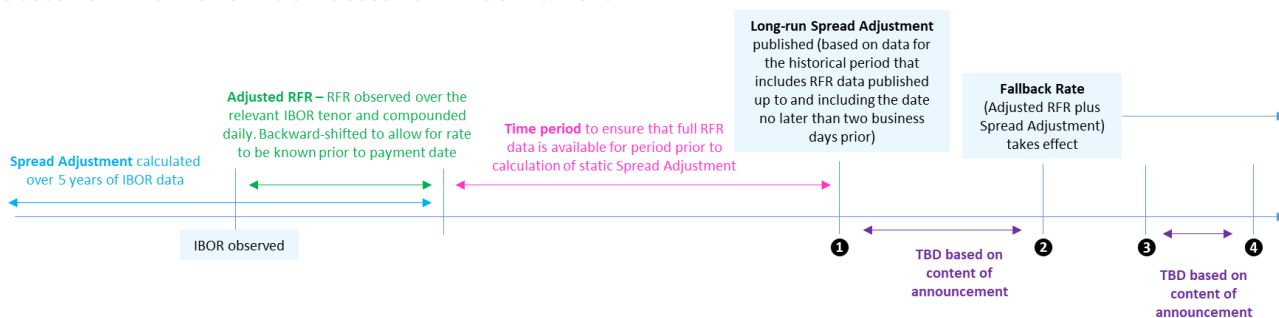 Long-run Spread Adjustment
published (based on data for
the historical period that
includes RFR data published
up to and including the date
no later than two business
days prior)
Fallback Rate
(Adjusted RFR plus
Spread Adjustment)
takes effect
Adjusted RFR – RFR observed over the
relevant IBOR tenor and compounded
daily. Backward-shifted to allow for rate
to be known prior to payment date
Time period to ensure that full RFR
data is available for period prior to
calculation of static Spread Adjustment
Spread Adjustment calculated
over 5 years of IBOR data
IBOR observed
1
2
3
4
TBD based on
content of
announcement
TBD based on
content of
announcement